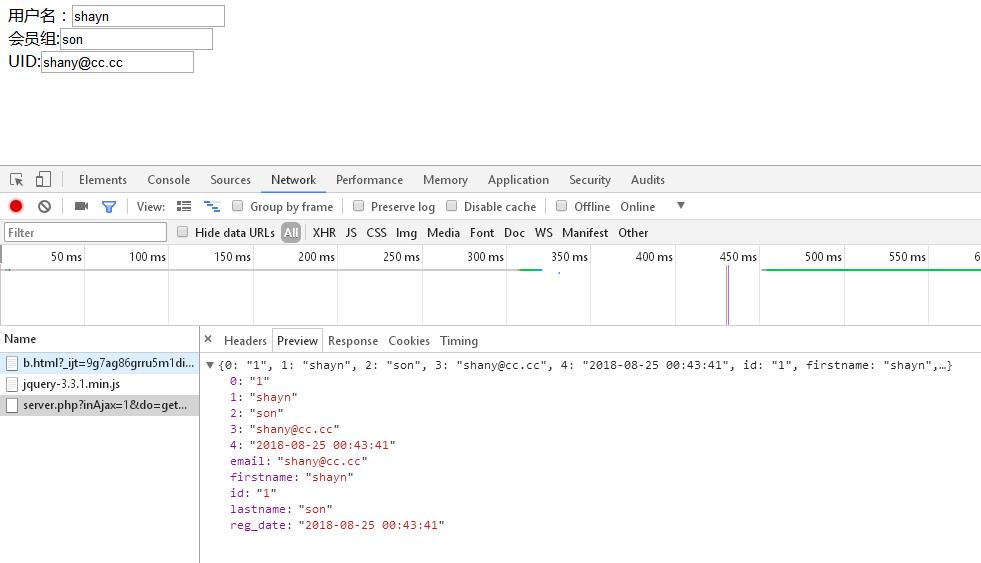 用户名：shayn
会员组:son
UID:shany@cc.cc
Elements Console Sources Network Performance Memory Application Security Audits
View: Group by frame Preserve log Disable cache Offline Online ▼
Filter Hide data URLs All XHR JS CSS Img Media Font Doc WS Manifest Other
50 ms 100 ms 150 ms 200 ms 250 ms 300 ms 350 ms 400 ms 450 ms 500 ms 550 ms 6
Name × Headers Preview Response Cookies Timing
b.html?_ijt=9g7ag86grru5m1di...
jquery-3.3.1.min.js
server.php?inAjax=1&do=get...
▼{0: "1", 1: "shayn", 2: "son", 3: "shany@cc.cc", 4: "2018-08-25 00:43:41", id: "1", firstname: "shayn",…}
0: "1"
1: "shayn"
2: "son"
3: "shany@cc.cc"
4: "2018-08-25 00:43:41"
email: "shany@cc.cc"
firstname: "shayn"
id: "1"
lastname: "son"
reg_date: "2018-08-25 00:43:41"